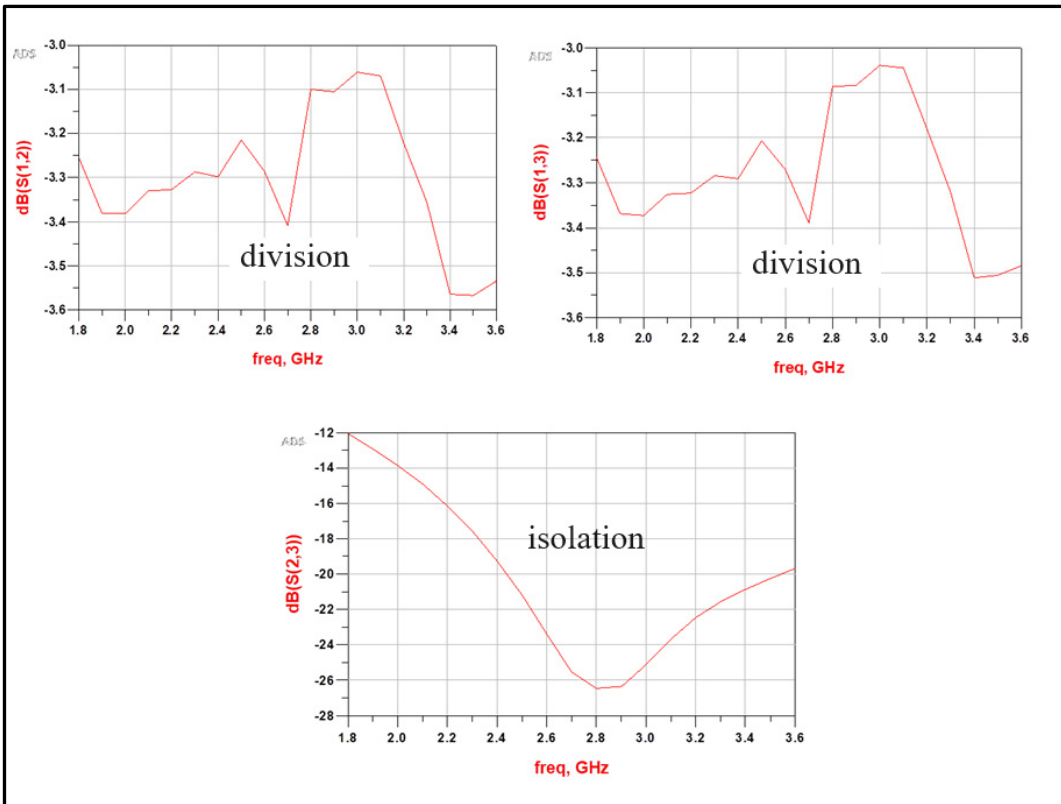 ADS
-3.0
-3.1
-3.2
-3.3
-3.4
-3.5
-3.6
dB(S(1,2))
division
1.8 2.0 2.2 2.4 2.6 2.8 3.0 3.2 3.4 3.6
freq, GHz
ADS
-3.0
-3.1
-3.2
-3.3
-3.4
-3.5
-3.6
dB(S(1,3))
division
1.8 2.0 2.2 2.4 2.6 2.8 3.0 3.2 3.4 3.6
freq, GHz
ADS
-12
-14
-16
-18
-20
-22
-24
-26
-28
dB(S(2,3))
isolation
1.8 2.0 2.2 2.4 2.6 2.8 3.0 3.2 3.4 3.6
freq, GHz